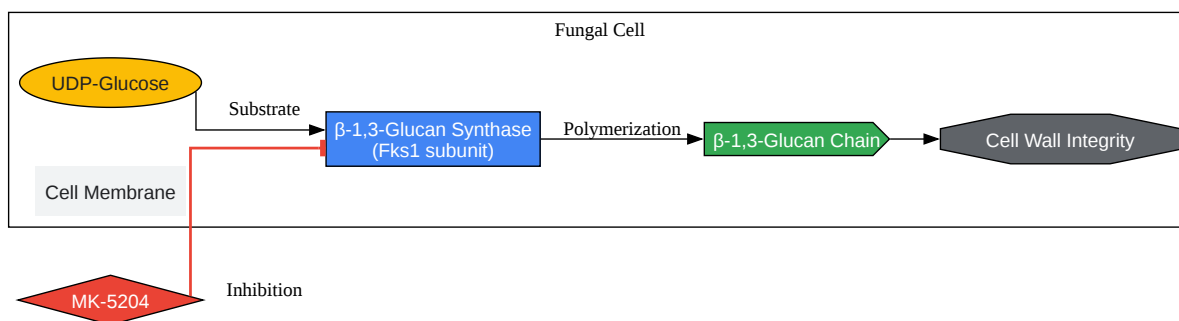 Fungal Cell
UDP-Glucose
Substrate
β-1,3-Glucan Synthase
(Fks1 subunit)
Polymerization
β-1,3-Glucan Chain
Cell Wall Integrity
Cell Membrane
MK-5204
Inhibition